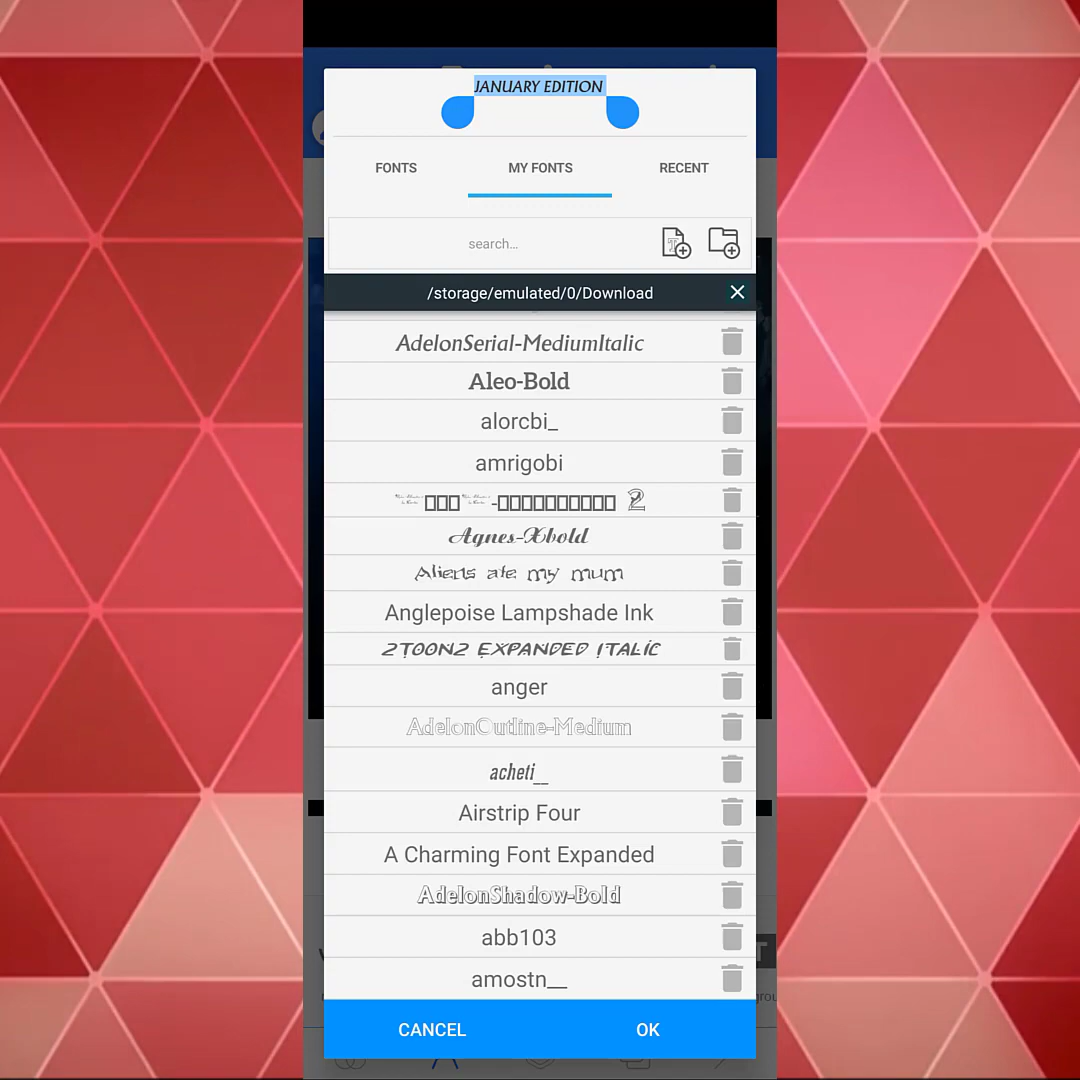 JANUARY EDITION
FONTS MY FONTS RECENT
search...
/storage/emulated/0/Download
AdelonSerial-MediumItalic
Aleo-Bold
alorcbi_
amrigobi
2
Agnes-Xbold
Aliens ate my mum
Anglepoise Lampshade Ink
2TOON2 EXPANDED ITALIC
anger
AdelonOutline-Medium
acheti__
Airstrip Four
A Charming Font Expanded
AdelonShadow-Bold
abb103
amostn__
CANCEL OK